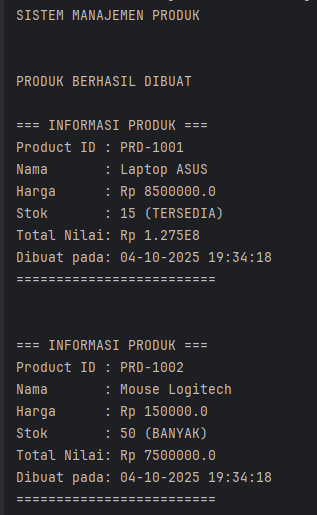 SISTEM MANAJEMEN PRODUK
PRODUK BERHASIL DIBUAT
=== INFORMASI PRODUK ===
Product ID : PRD-1001
Nama       : Laptop ASUS
Harga      : Rp 8500000.0
Stok       : 15 (TERSEDIA)
Total Nilai: Rp 1.275E8
Dibuat pada: 04-10-2025 19:34:18
=========================
=== INFORMASI PRODUK ===
Product ID : PRD-1002
Nama       : Mouse Logitech
Harga      : Rp 150000.0
Stok       : 50 (BANYAK)
Total Nilai: Rp 7500000.0
Dibuat pada: 04-10-2025 19:34:18
=========================